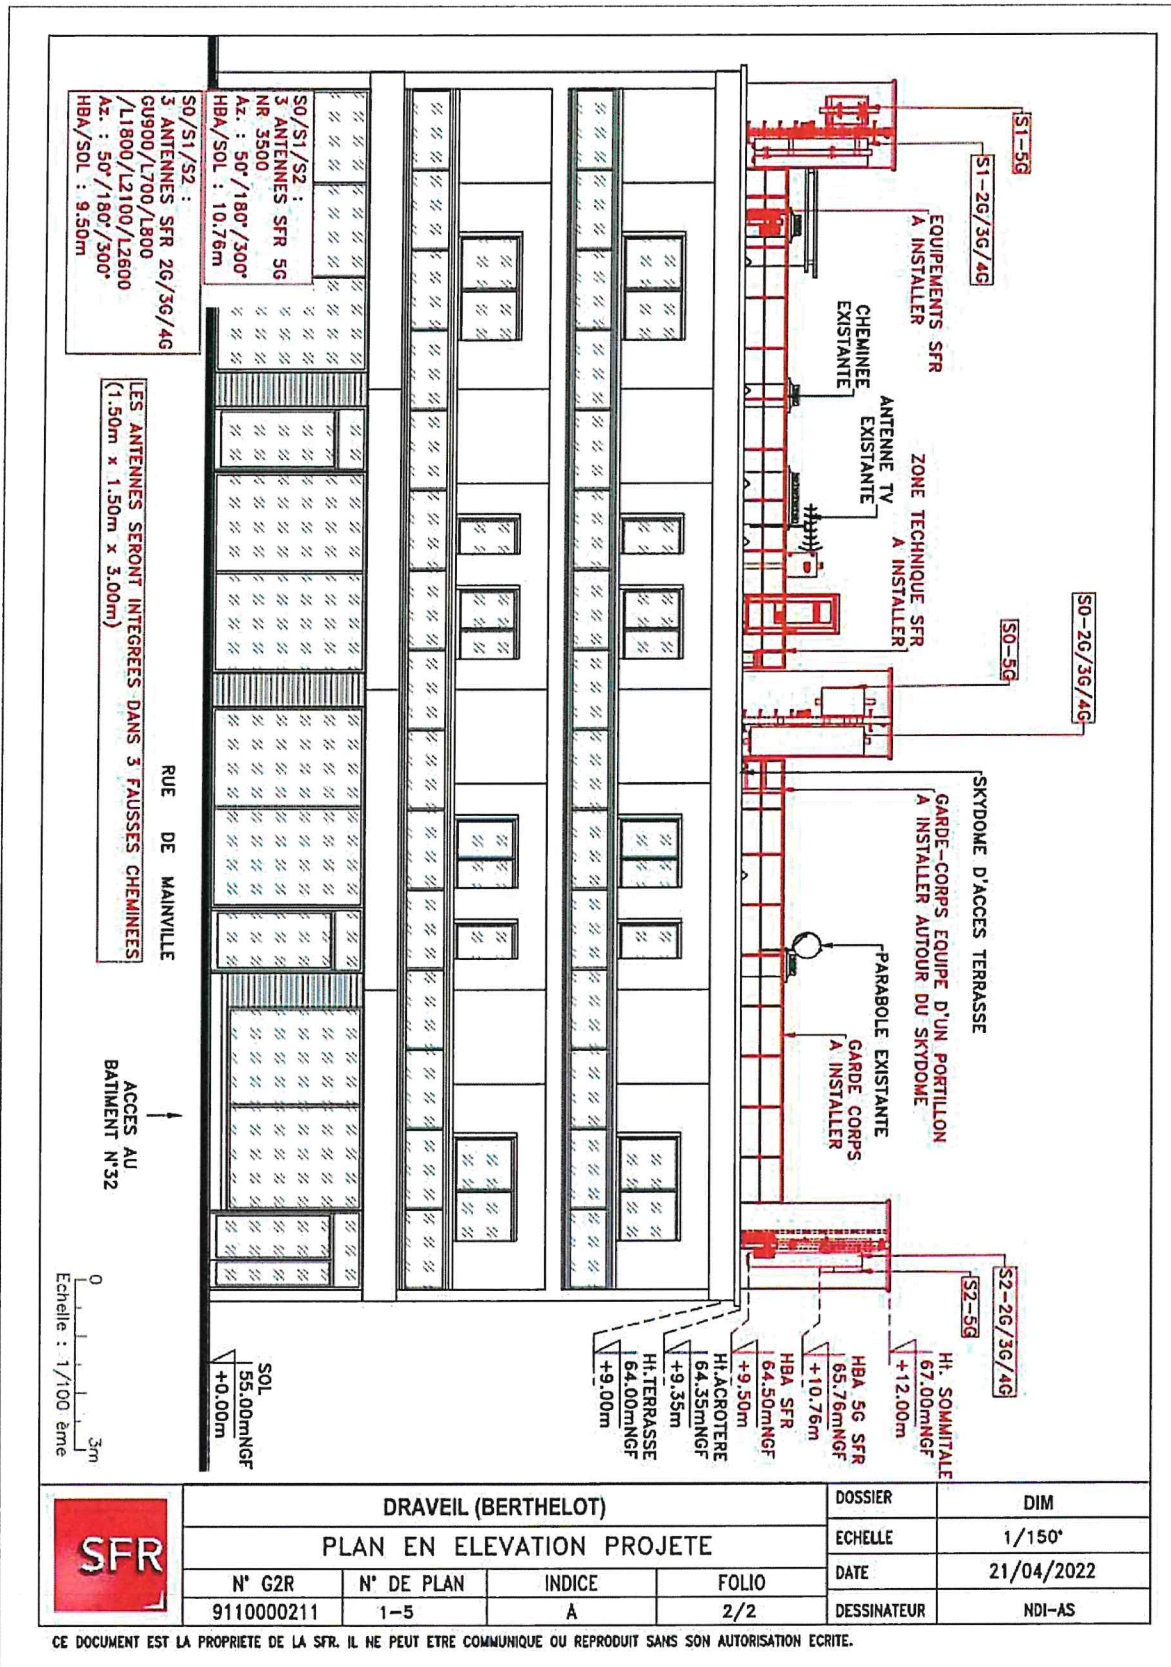 S1-5G
S1-2G/3G/4G
EQUIPEMENTS SFR
A INSTALLER
CHEMINEE
EXISTANTE
ANTENNE TV
EXISTANTE
ZONE TECHNIQUE SFR
A INSTALLER
S0-5G
S0-2G/3G/4G
SKYDOME D'ACCES TERRASSE
GARDE-CORPS EQUIPE D'UN PORTILLON
A INSTALLER AUTOUR DU SKYDOME
PARABOLE EXISTANTE
GARDE CORPS
A INSTALLER
S2-2G/3G/4G
S2-5G
Ht. SOMMITALE
67.00mNGF
+12.00m
HBA 5G SFR
65.76mNGF
+10.76m
HBA SFR
64.50mNGF
+9.50m
Ht.ACROTERE
64.35mNGF
+9.35m
Ht.TERRASSE
64.00mNGF
+9.00m
SOL
55.00mNGF
+0.00m
S0/S1/S2 :
3 ANTENNES SFR 5G
NR 3500
Az. : 50°/180°/300°
HBA/SOL : 10.76m
S0/S1/S2 :
3 ANTENNES SFR 2G/3G/4G
GU900/L700/L800
/L1800/L2100/L2600
Az. : 50°/180°/300°
HBA/SOL : 9.50m
LES ANTENNES SERONT INTEGREES DANS 3 FAUSSES CHEMINEES
(1.50m x 1.50m x 3.00m)
RUE DE MAINVILLE
ACCES AU
BATIMENT N°32
0 3m
Echelle : 1/100 ème
SFR
DRAVEIL (BERTHELOT)
PLAN EN ELEVATION PROJETE
N° G2R N° DE PLAN INDICE FOLIO
9110000211 1-5 A 2/2
DOSSIER DIM
ECHELLE 1/150°
DATE 21/04/2022
DESSINATEUR NDI-AS
CE DOCUMENT EST LA PROPRIETE DE LA SFR. IL NE PEUT ETRE COMMUNIQUE OU REPRODUIT SANS SON AUTORISATION ECRITE.